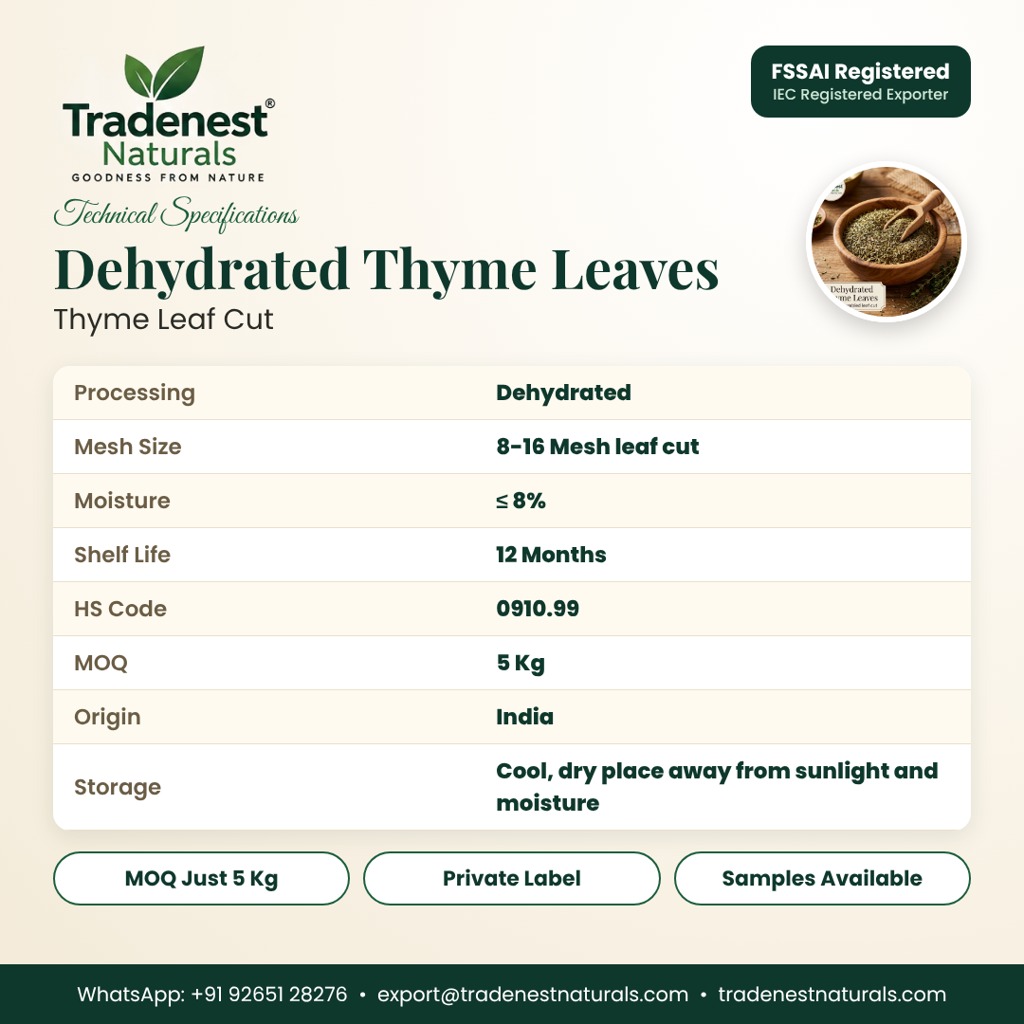 Tradenest®
Naturals
GOODNESS FROM NATURE
FSSAI Registered
IEC Registered Exporter
Technical Specifications
Dehydrated Thyme Leaves
Thyme Leaf Cut
Dehydrated
Leaves
Processing Dehydrated
Mesh Size 8-16 Mesh leaf cut
Moisture ≤ 8%
Shelf Life 12 Months
HS Code 0910.99
MOQ 5 Kg
Origin India
Storage Cool, dry place away from sunlight and
moisture
MOQ Just 5 Kg
Private Label
Samples Available
WhatsApp: +91 92651 28276 • export@tradenestnaturals.com • tradenestnaturals.com